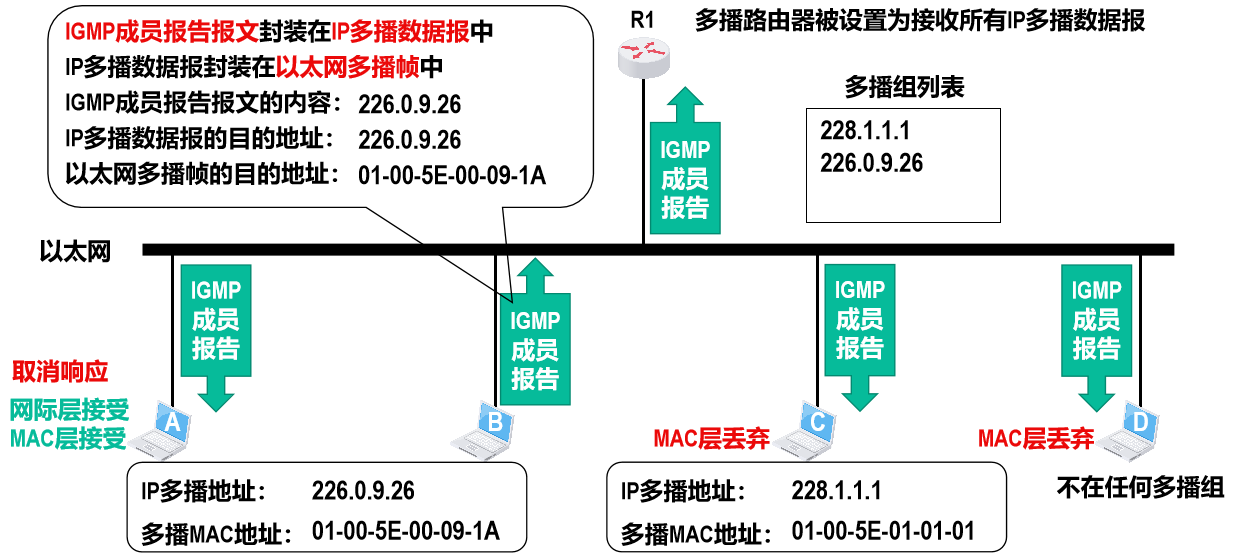 IGMP成员报告报文封装在IP多播数据报中
IP多播数据报封装在以太网多播帧中
IGMP成员报告报文的内容： 226.0.9.26
IP多播数据报的目的地址： 226.0.9.26
以太网多播帧的目的地址： 01-00-5E-00-09-1A
R1
多播路由器被设置为接收所有IP多播数据报
多播组列表
228.1.1.1
226.0.9.26
IGMP
成员
报告
以太网
IGMP
成员
报告
IGMP
成员
报告
IGMP
成员
报告
IGMP
成员
报告
取消响应
网际层接受
MAC层接受
A
B
MAC层丢弃
C
MAC层丢弃
D
不在任何多播组
IP多播地址： 226.0.9.26
多播MAC地址： 01-00-5E-00-09-1A
IP多播地址： 228.1.1.1
多播MAC地址： 01-00-5E-01-01-01